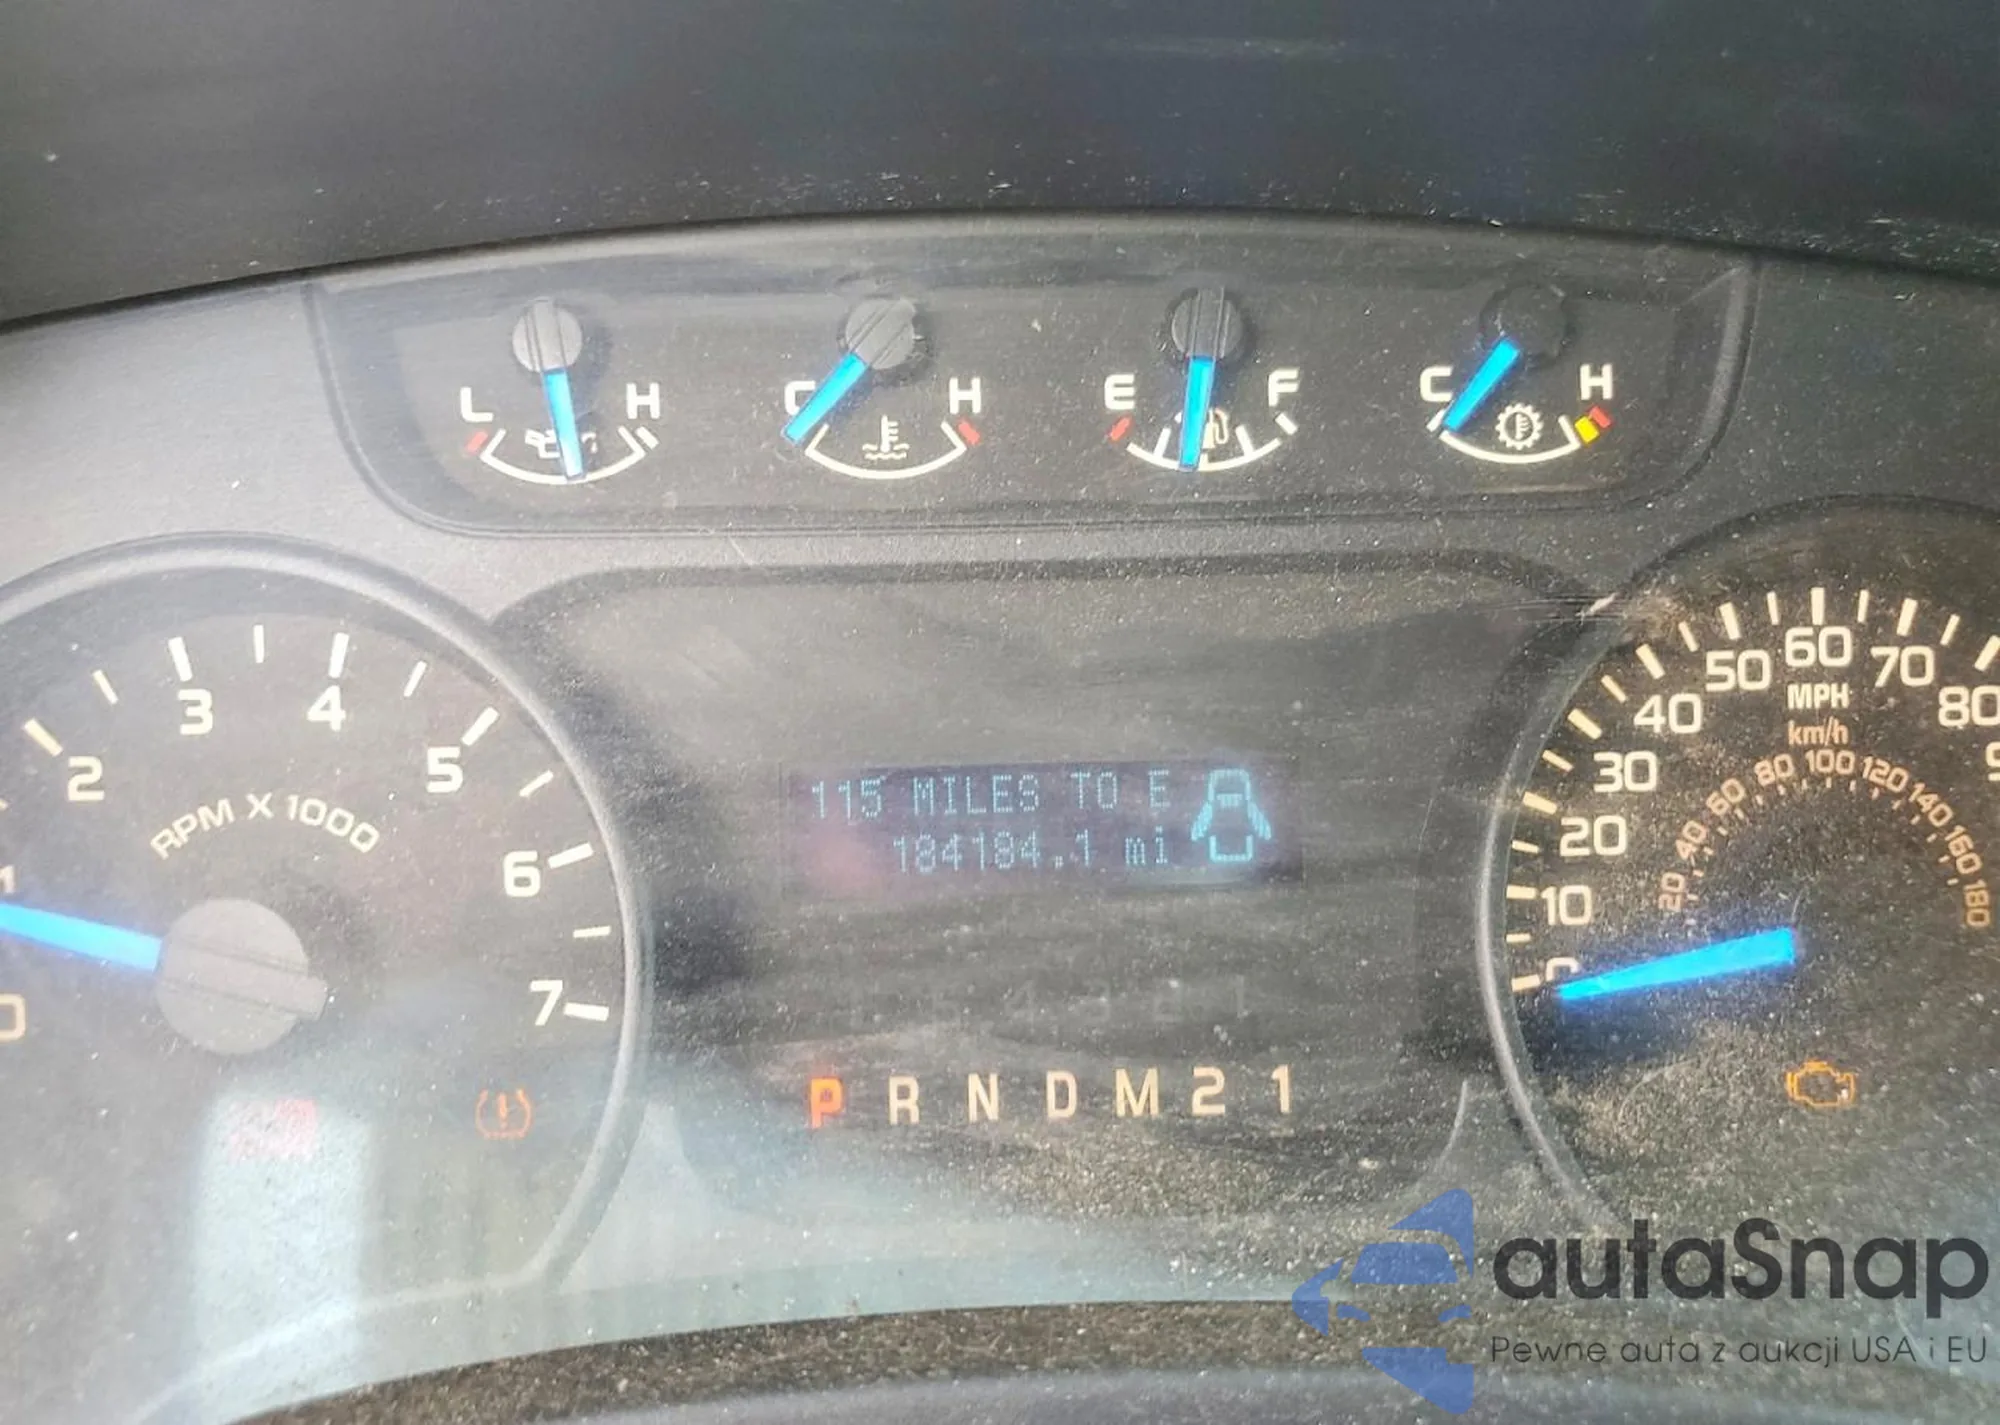 L H
C H
E F
C H
1 2 3 4 5 6 7
RPM X 1000
115 MILES TO E
184184.1 mi
P R N D M 2 1
0 10 20 30 40 50 60 70 80
MPH
km/h
20 40 60 80 100 120 140 160 180
autaSnap
Pewne auta z aukcji USA i EU